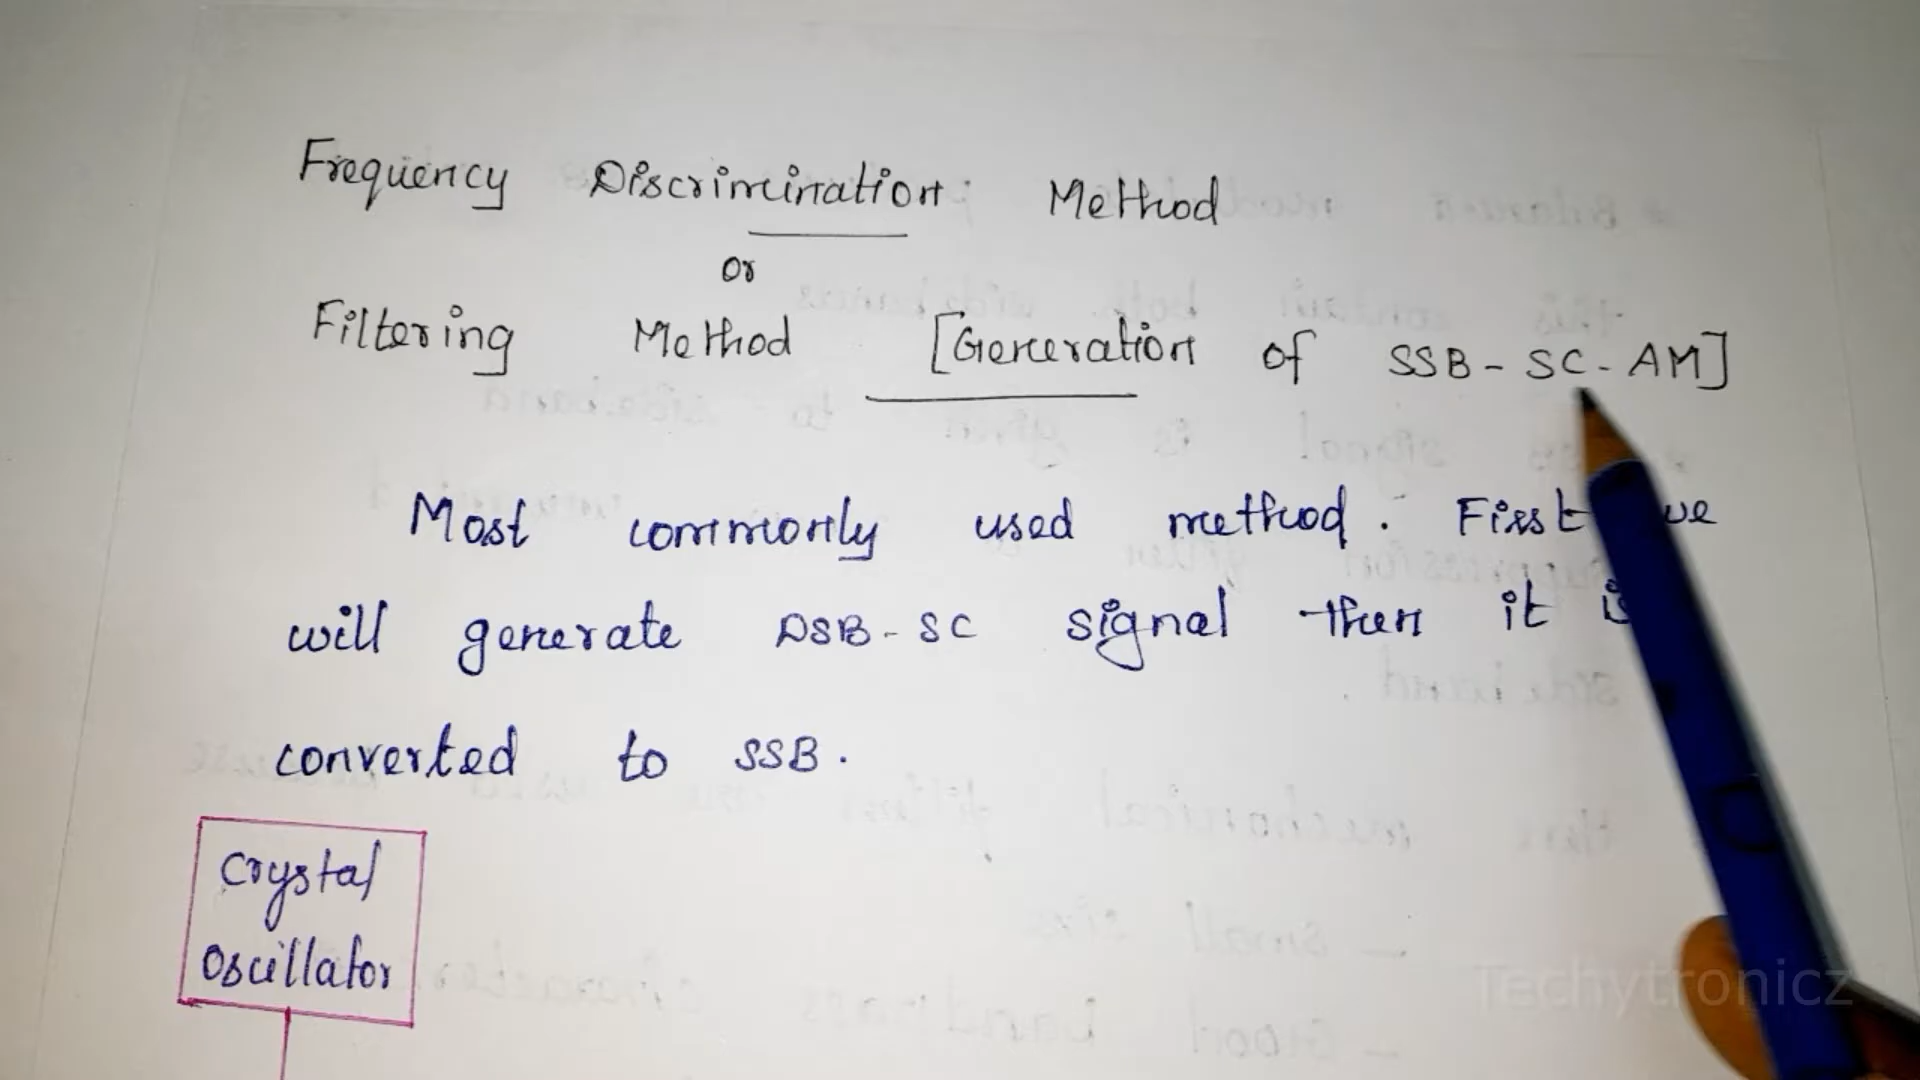 Frequency Discrimination Method
or
Filtering Method [Generation of SSB-SC-AM]
Most commonly used method. First we
will generate DSB-SC signal then it
converted to SSB.
Crystal
Oscillator
Techytronicz